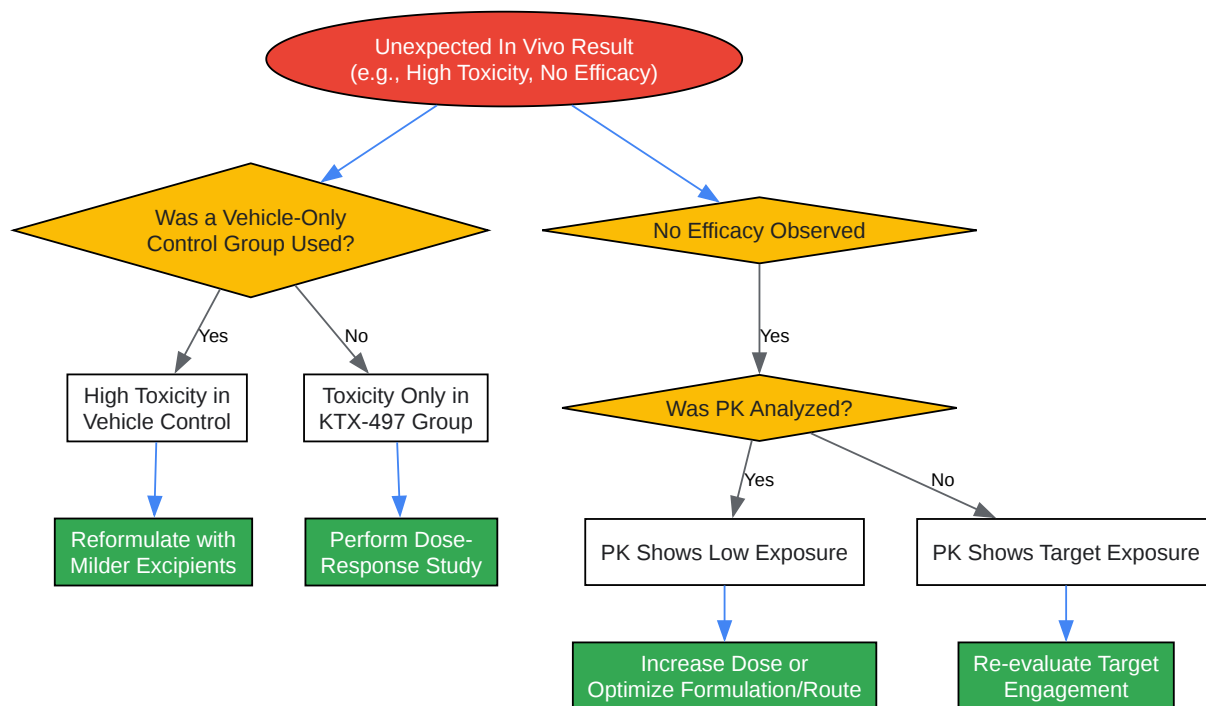 Unexpected In Vivo Result
(e.g., High Toxicity, No Efficacy)
Was a Vehicle-Only
Control Group Used?
No Efficacy Observed
Yes
No
Yes
High Toxicity in
Vehicle Control
Toxicity Only in
KTX-497 Group
Was PK Analyzed?
Yes
No
Reformulate with
Milder Excipients
Perform Dose-
Response Study
PK Shows Low Exposure
PK Shows Target Exposure
Increase Dose or
Optimize Formulation/Route
Re-evaluate Target
Engagement